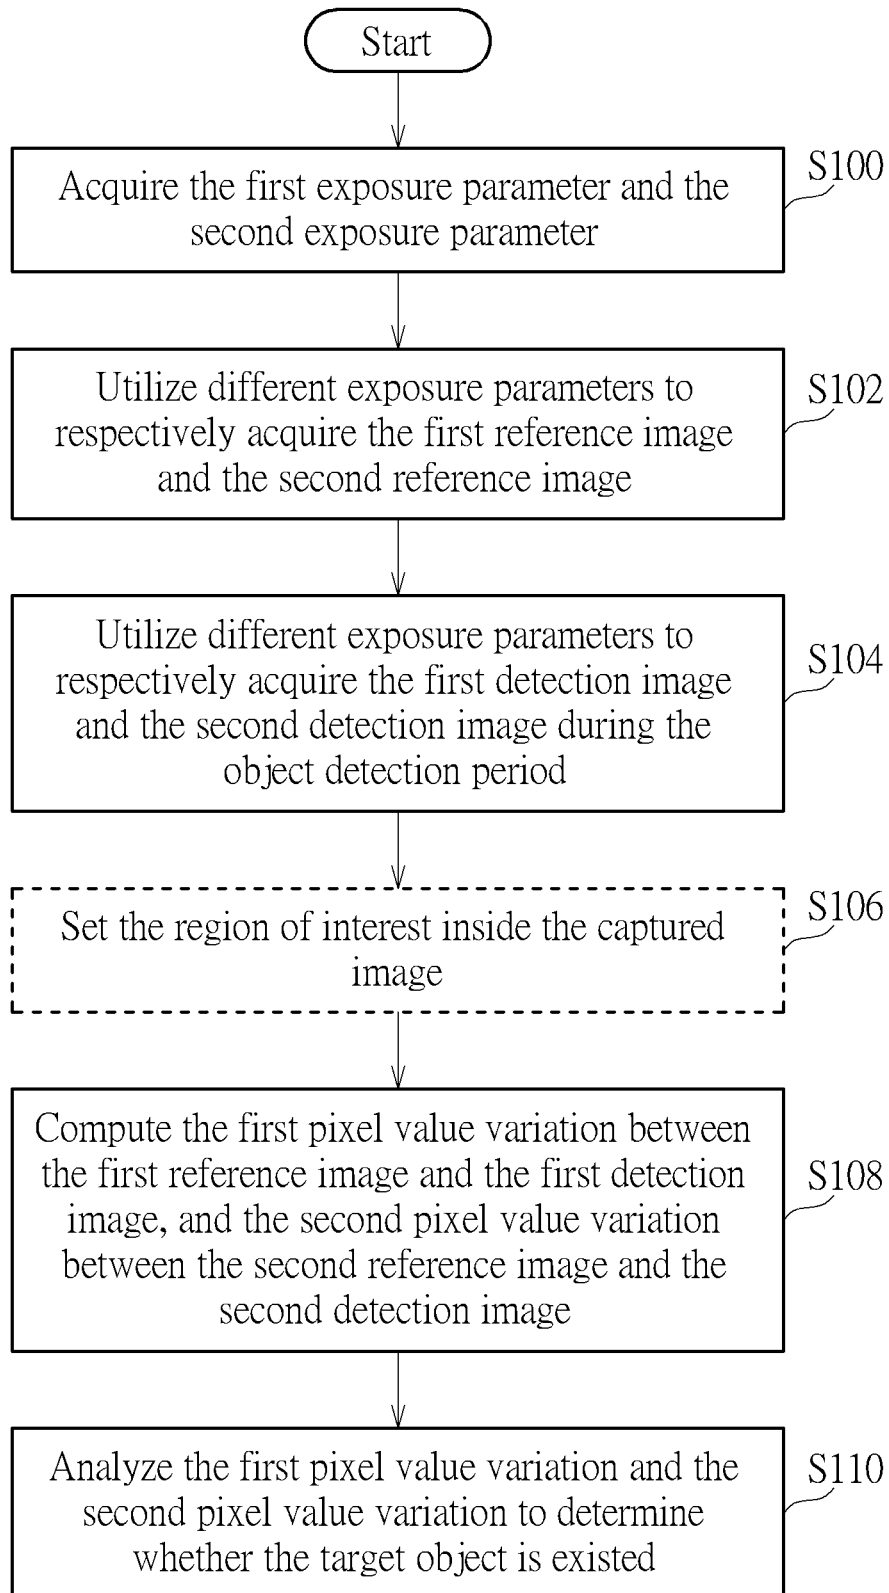 Start
S100
Acquire the first exposure parameter and the
second exposure parameter
S102
Utilize different exposure parameters to
respectively acquire the first reference image
and the second reference image
S104
Utilize different exposure parameters to
respectively acquire the first detection image
and the second detection image during the
object detection period
S106
Set the region of interest inside the captured
image
S108
Compute the first pixel value variation between
the first reference image and the first detection
image, and the second pixel value variation
between the second reference image and the
second detection image
S110
Analyze the first pixel value variation and the
second pixel value variation to determine
whether the target object is existed